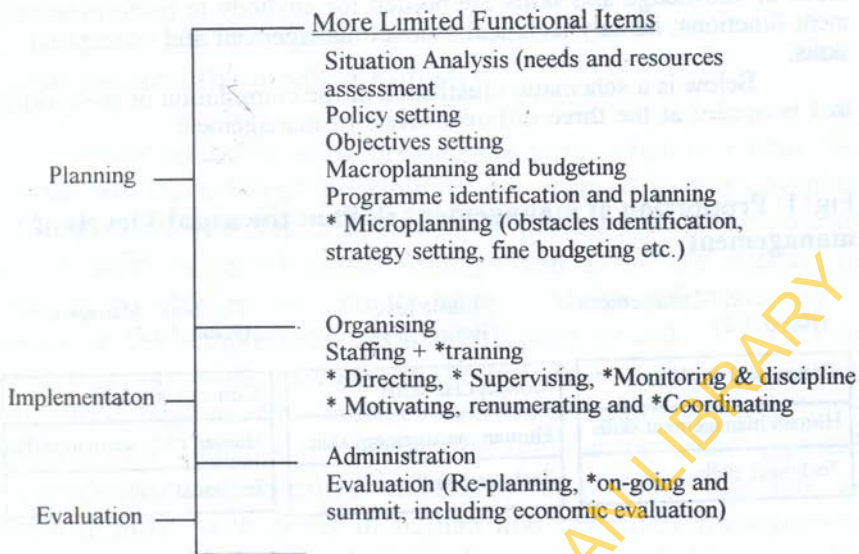 More Limited Functional Items
Situation Analysis (needs and resources
assessment
Policy setting
Objectives setting
Macroplanning and budgeting
Planning
Programme identification and planning
* Microplanning (obstacles identification,
strategy setting, fine budgeting etc.)
Organising
Staffing + *training
* Directing, * Supervising, *Monitoring & discipline
Implementaton
* Motivating, renumerating and *Coordinating
Administration
Evaluation (Re-planning, *on-going and
summit, including economic evaluation)
Evaluation
AN LIBRARY